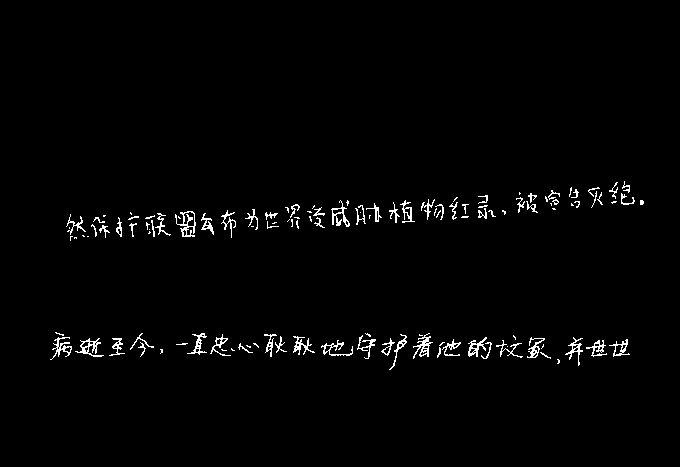 然保护联盟公布为世界受威胁植物红录，被宣告灭绝。
病逝至今，一直忠心耿耿地守护着他的坟冢，并世世